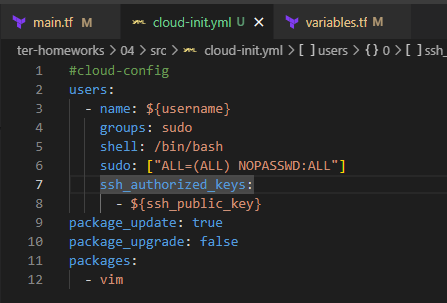 main.tf M cloud-init.yml U variables.tf M
ter-homeworks > 04 > src > cloud-init.yml > [ ] users > { } 0 > [ ] ssh_
1 #cloud-config
2 users:
3   - name: ${username}
4     groups: sudo
5     shell: /bin/bash
6     sudo: ["ALL=(ALL) NOPASSWD:ALL"]
7     ssh_authorized_keys:
8       - ${ssh_public_key}
9 package_update: true
10 package_upgrade: false
11 packages:
12   - vim